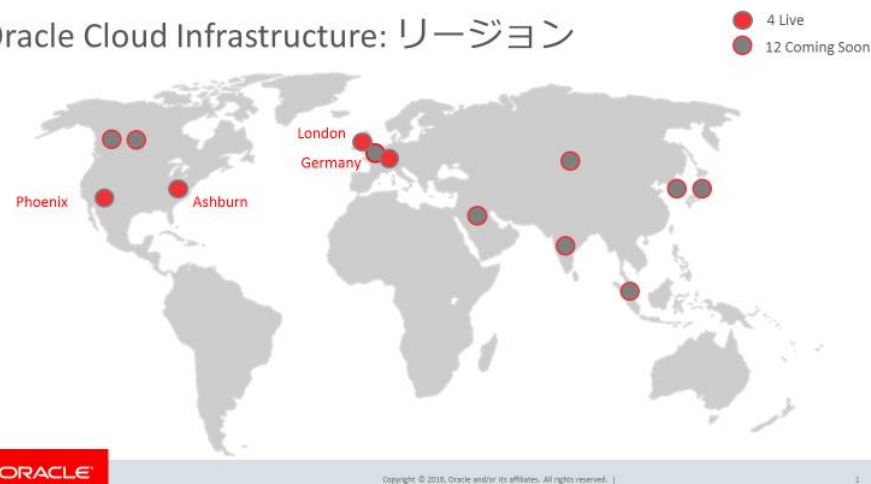 Oracle Cloud Infrastructure: リージョン
4 Live
12 Coming Soon
London
Germany
Phoenix
Ashburn
ORACLE®
Copyright © 2018, Oracle and/or its affiliates. All rights reserved. |
1